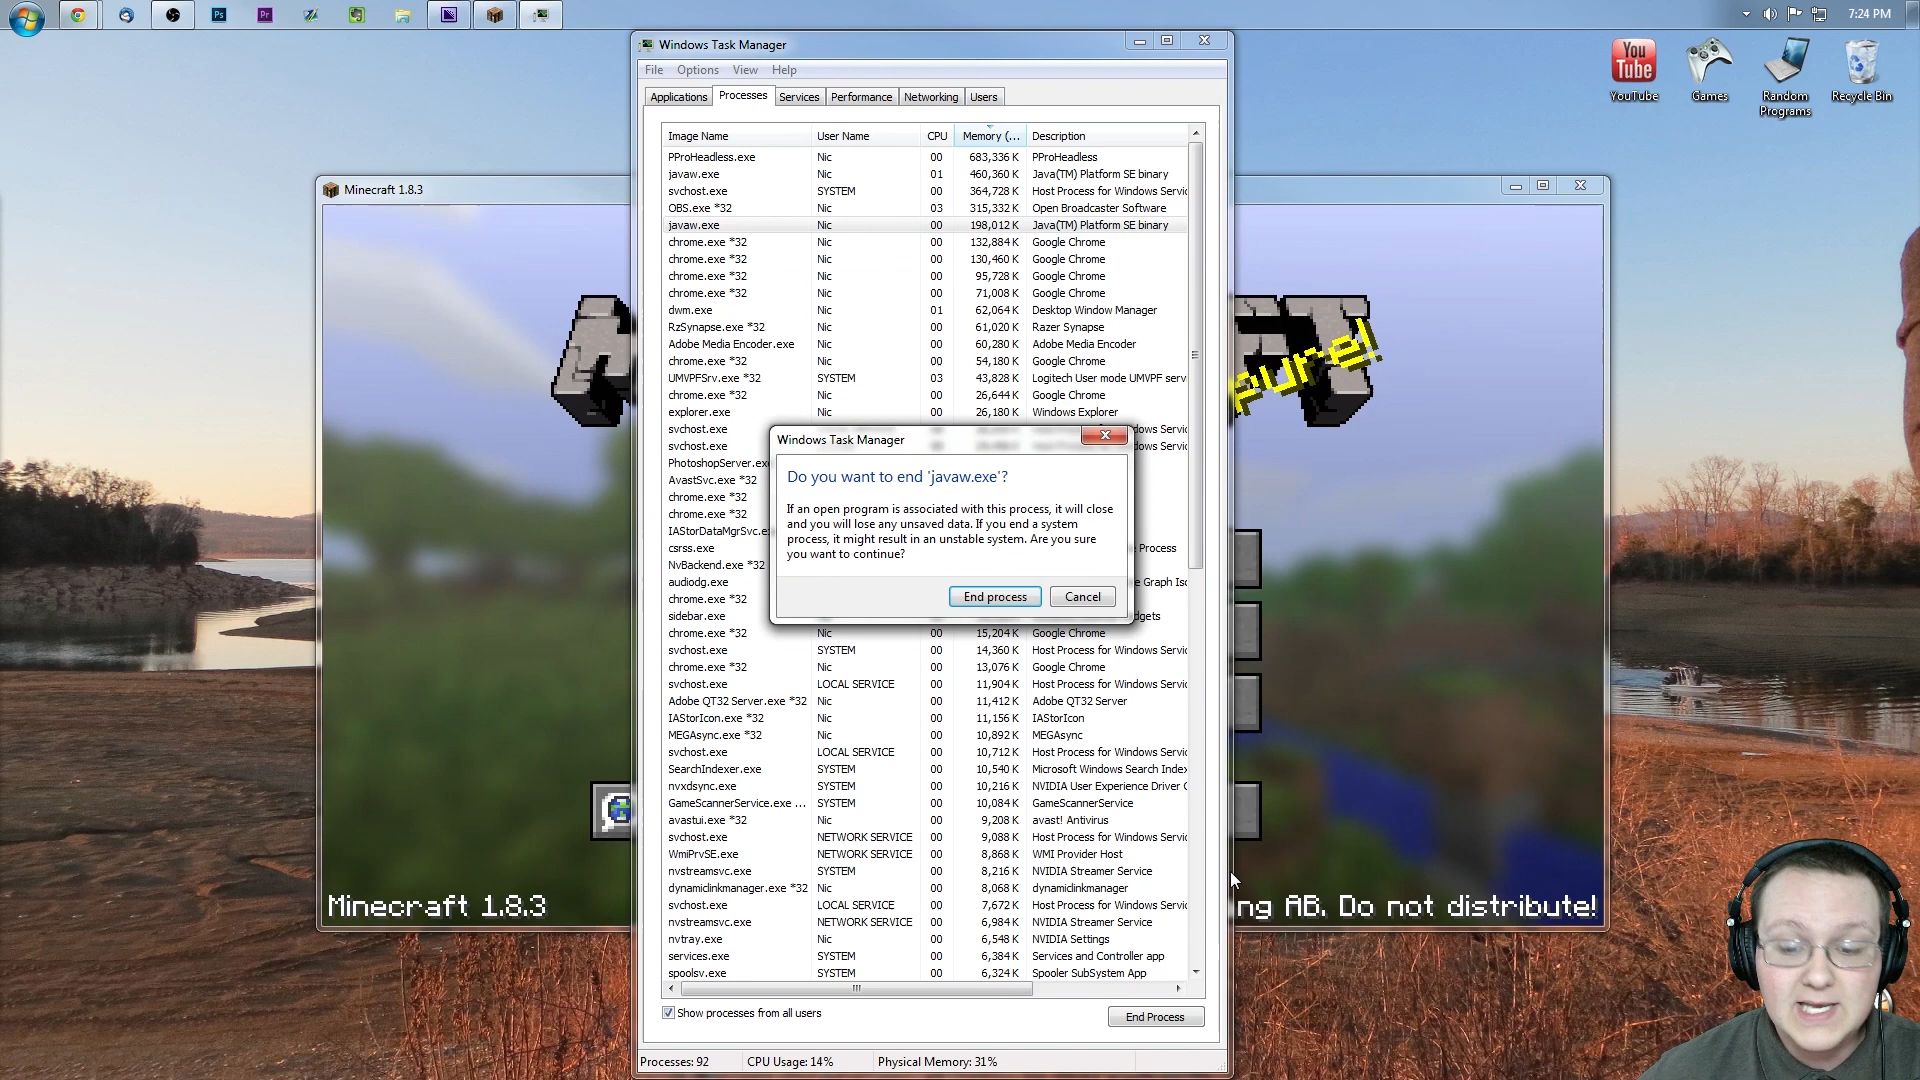 Ps
Pr
7:24 PM
You
Tube
YouTube
Games
Random
Programs
Recycle Bin
Windows Task Manager
File Options View Help
Applications Processes Services Performance Networking Users
Image Name User Name CPU Memory (... Description
PProHeadless.exe Nic 00 683,336 K PProHeadless
javaw.exe Nic 01 460,360 K Java(TM) Platform SE binary
svchost.exe SYSTEM 00 364,728 K Host Process for Windows Servic
OBS.exe *32 Nic 03 315,332 K Open Broadcaster Software
javaw.exe Nic 00 198,012 K Java(TM) Platform SE binary
chrome.exe *32 Nic 00 132,884 K Google Chrome
chrome.exe *32 Nic 00 130,460 K Google Chrome
chrome.exe *32 Nic 00 95,728 K Google Chrome
chrome.exe *32 Nic 00 71,008 K Google Chrome
dwm.exe Nic 01 62,064 K Desktop Window Manager
RzSynapse.exe *32 Nic 00 61,020 K Razer Synapse
Adobe Media Encoder.exe Nic 00 60,280 K Adobe Media Encoder
chrome.exe *32 Nic 00 54,180 K Google Chrome
UMVPFSrv.exe *32 SYSTEM 03 43,828 K Logitech User mode UMVPF serv
chrome.exe *32 Nic 00 26,644 K Google Chrome
explorer.exe Nic 00 26,180 K Windows Explorer
svchost.exe dows Servic
svchost.exe dows Servic
PhotoshopServer.exe
AvastSvc.exe *32
chrome.exe *32
chrome.exe *32
IAStorDataMgrSvc.e
csrss.exe e Process
NvBackend.exe *32
audiodg.exe e Graph Iso
chrome.exe *32
sidebar.exe dgets
chrome.exe *32 Nic 00 15,204 K Google Chrome
svchost.exe SYSTEM 00 14,360 K Host Process for Windows Servic
chrome.exe *32 Nic 00 13,076 K Google Chrome
svchost.exe LOCAL SERVICE 00 11,904 K Host Process for Windows Servic
Adobe QT32 Server.exe *32 Nic 00 11,412 K Adobe QT32 Server
IAStorIcon.exe *32 Nic 00 11,156 K IAStorIcon
MEGAsync.exe *32 Nic 00 10,892 K MEGAsync
svchost.exe LOCAL SERVICE 00 10,712 K Host Process for Windows Servic
SearchIndexer.exe SYSTEM 00 10,540 K Microsoft Windows Search Index
nvxdsync.exe SYSTEM 00 10,216 K NVIDIA User Experience Driver C
GameScannerService.exe ... SYSTEM 00 10,084 K GameScannerService
avastui.exe *32 Nic 00 9,208 K avast! Antivirus
svchost.exe NETWORK SERVICE 00 9,088 K Host Process for Windows Servic
WmiPrvSE.exe NETWORK SERVICE 00 8,868 K WMI Provider Host
nvstreamsvc.exe SYSTEM 00 8,216 K NVIDIA Streamer Service
dynamiclinkmanager.exe *32 Nic 00 8,068 K dynamiclinkmanager
svchost.exe LOCAL SERVICE 00 7,672 K Host Process for Windows Servic
nvstreamsvc.exe NETWORK SERVICE 00 6,984 K NVIDIA Streamer Service
nvtray.exe Nic 00 6,548 K NVIDIA Settings
services.exe SYSTEM 00 6,384 K Services and Controller app
spoolsv.exe SYSTEM 00 6,324 K Spooler SubSystem App
Show processes from all users
End Process
Processes: 92 CPU Usage: 14% Physical Memory: 31%
Windows Task Manager
Do you want to end 'javaw.exe'?
If an open program is associated with this process, it will close
and you will lose any unsaved data. If you end a system
process, it might result in an unstable system. Are you sure
you want to continue?
End process Cancel
Minecraft 1.8.3
Minecraft 1.8.3
ng AB. Do not distribute!